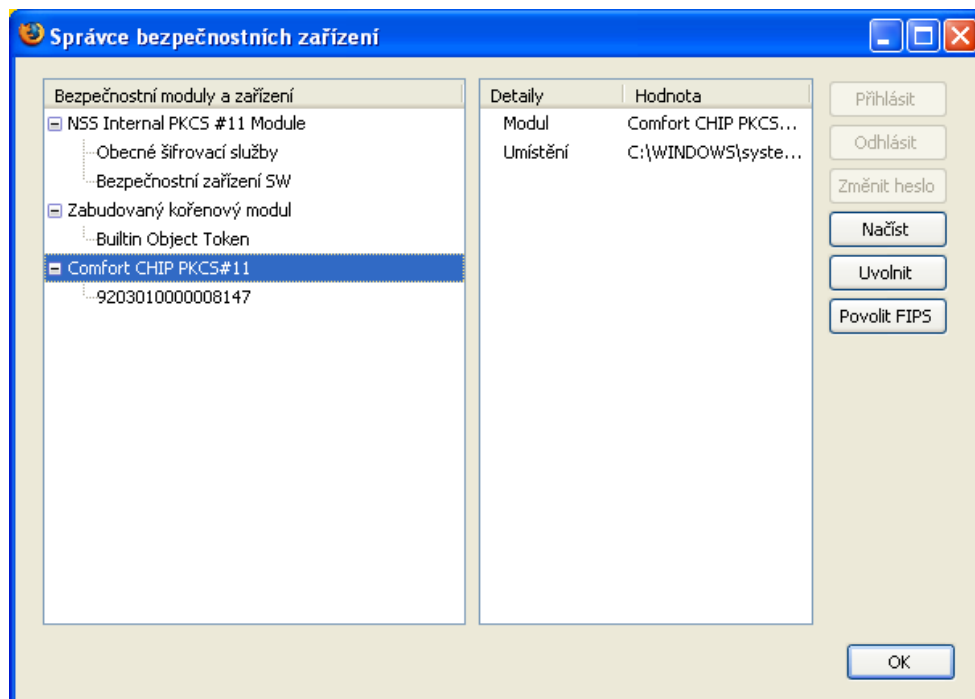 Správce bezpečnostních zařízení
Bezpečnostní moduly a zařízení
NSS Internal PKCS #11 Module
Obecné šifrovací služby
Bezpečnostní zařízení SW
Zabudovaný kořenový modul
Builtin Object Token
Comfort CHIP PKCS#11
9203010000008147
Detaily Hodnota
Modul Comfort CHIP PKCS...
Umístění C:\WINDOWS\syste...
Přihlásit
Odhlásit
Změnit heslo
Načíst
Uvolnit
Povolit FIPS
OK